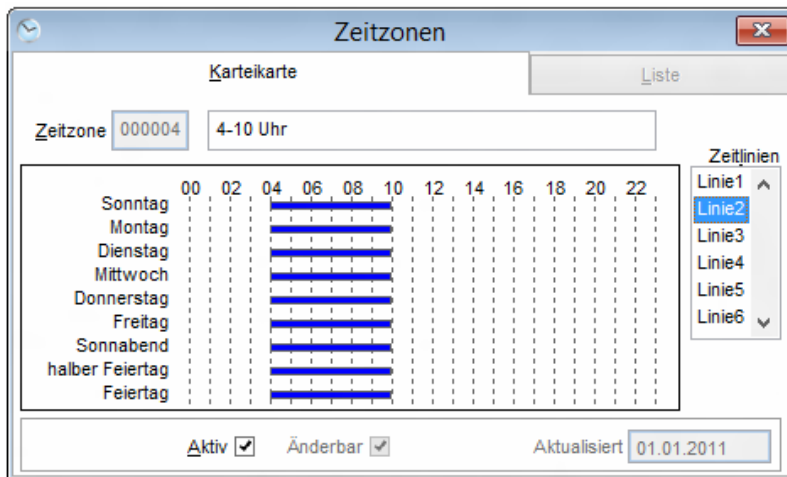 Zeitzonen
Karteikarte
Liste
Zeitzone 000004 4-10 Uhr
Zeitlinien
00 02 04 06 08 10 12 14 16 18 20 22
Sonntag
Montag
Dienstag
Mittwoch
Donnerstag
Freitag
Sonnabend
halber Feiertag
Feiertag
Linie1
Linie2
Linie3
Linie4
Linie5
Linie6
Aktiv Änderbar Aktualisiert 01.01.2011